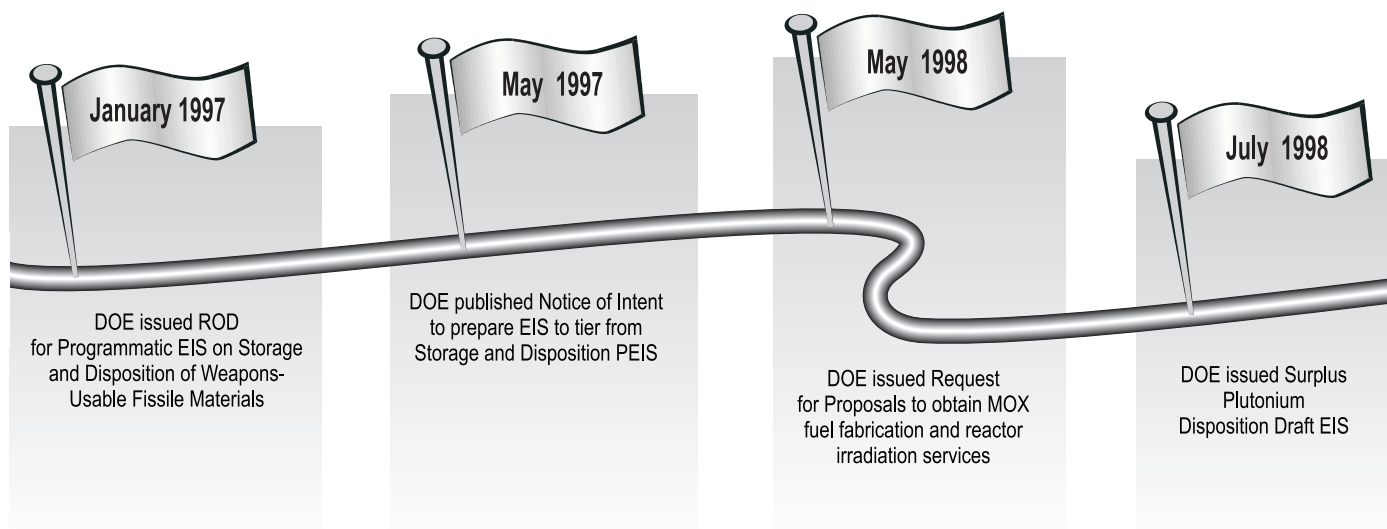 January 1997
DOE issued ROD
for Programmatic EIS on Storage
and Disposition of Weapons-
Usable Fissile Materials
May 1997
DOE published Notice of Intent
to prepare EIS to tier from
Storage and Disposition PEIS
May 1998
DOE issued Request
for Proposals to obtain MOX
fuel fabrication and reactor
irradiation services
July 1998
DOE issued Surplus
Plutonium
Disposition Draft EIS